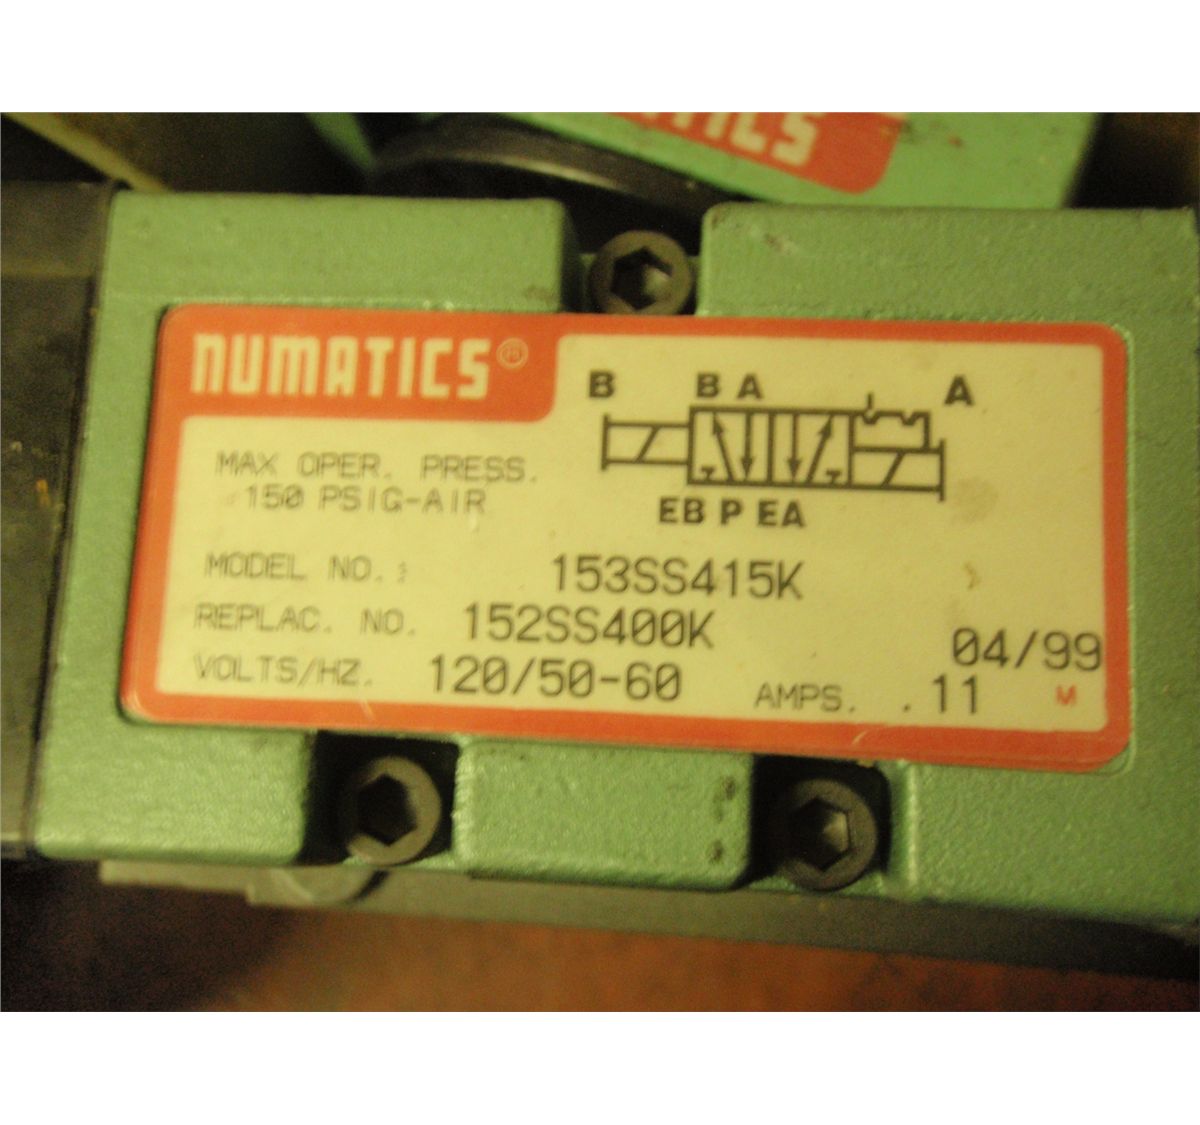 NUMATICS
NUMATICS®
B B A A
EB P EA
MAX OPER. PRESS.
150 PSIG-AIR
MODEL NO.: 153SS415K
REPLAC. NO. 152SS400K
04/99
VOLTS/HZ. 120/50-60 AMPS. .11 M